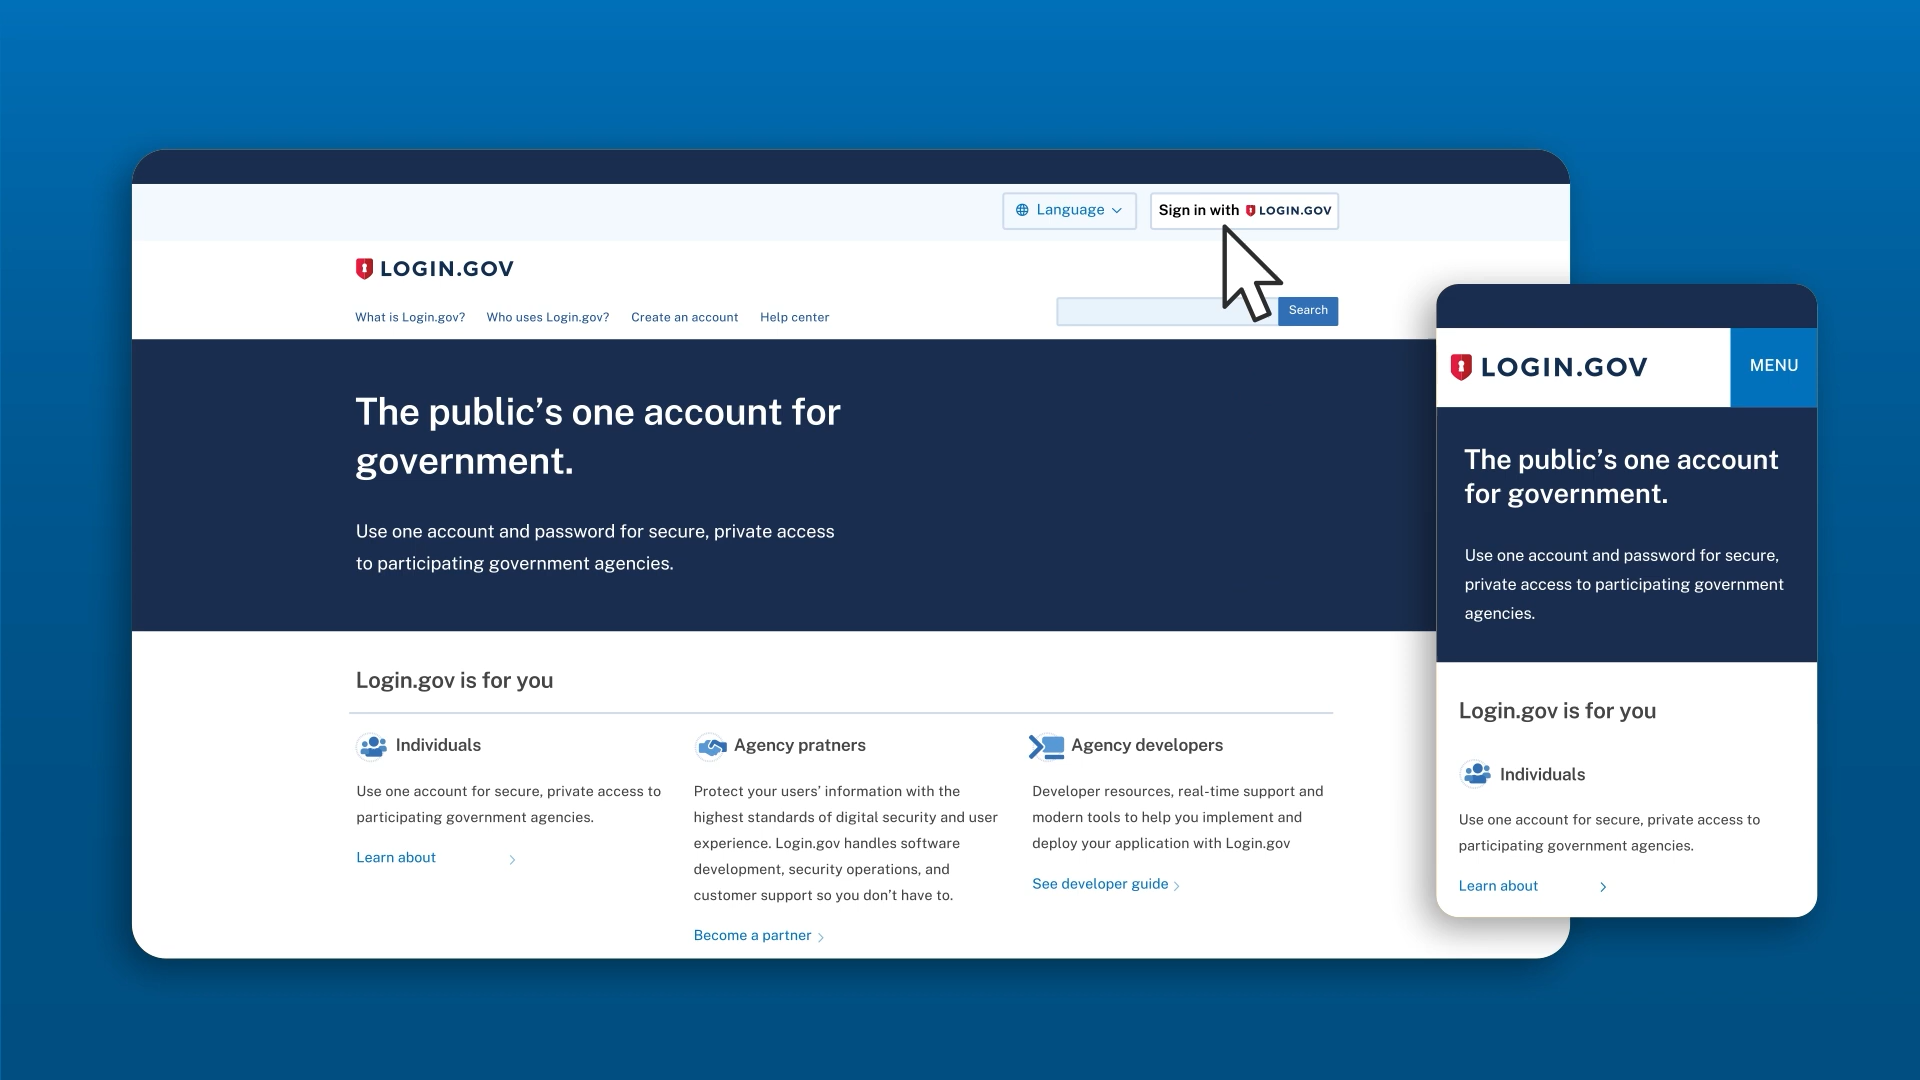 Language
Sign in with LOGIN.GOV
LOGIN.GOV
What is Login.gov? Who uses Login.gov? Create an account Help center
Search
The public’s one account for
government.
Use one account and password for secure, private access
to participating government agencies.
Login.gov is for you
Individuals
Use one account for secure, private access to
participating government agencies.
Learn about
Agency pratners
Protect your users’ information with the
highest standards of digital security and user
experience. Login.gov handles software
development, security operations, and
customer support so you don’t have to.
Become a partner
Agency developers
Developer resources, real-time support and
modern tools to help you implement and
deploy your application with Login.gov
See developer guide
LOGIN.GOV
MENU
The public’s one account
for government.
Use one account and password for secure,
private access to participating government
agencies.
Login.gov is for you
Individuals
Use one account for secure, private access to
participating government agencies.
Learn about